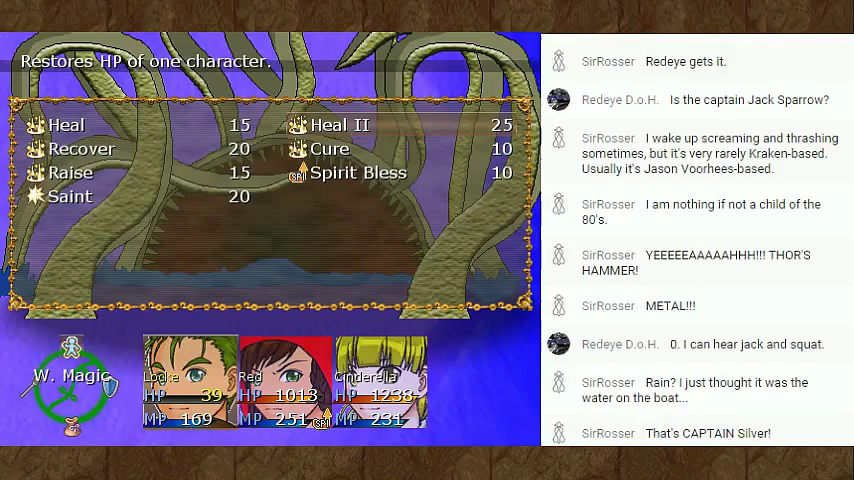 Restores HP of one character.
Heal 15 Heal II 25
Recover 20 Cure 10
Raise 15 Spirit Bless 10
Saint 20
W. Magic
Locke Red Cinderella
HP 39 HP 1013 HP 1238
MP 169 MP 251 SPI MP 231
SirRosser Redeye gets it.
Redeye D.o.H. Is the captain Jack Sparrow?
SirRosser I wake up screaming and thrashing
sometimes, but it's very rarely Kraken-based.
Usually it's Jason Voorhees-based.
SirRosser I am nothing if not a child of the
80's.
SirRosser YEEEEEAAAAAHHH!!! THOR'S
HAMMER!
SirRosser METAL!!!
Redeye D.o.H. 0. I can hear jack and squat.
SirRosser Rain? I just thought it was the
water on the boat...
SirRosser That's CAPTAIN Silver!